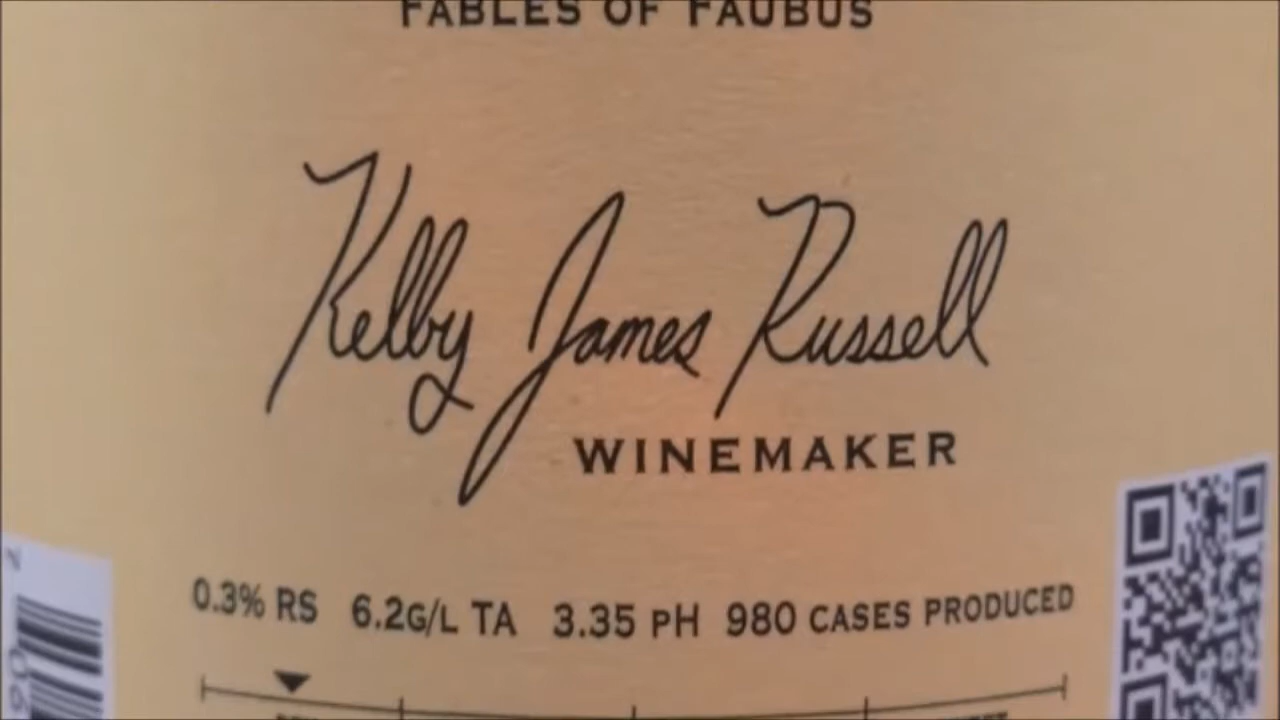 FABLES OF FAUBUS
Kelby James Russell
WINEMAKER
0.3% RS 6.2G/L TA 3.35 PH 980 CASES PRODUCED